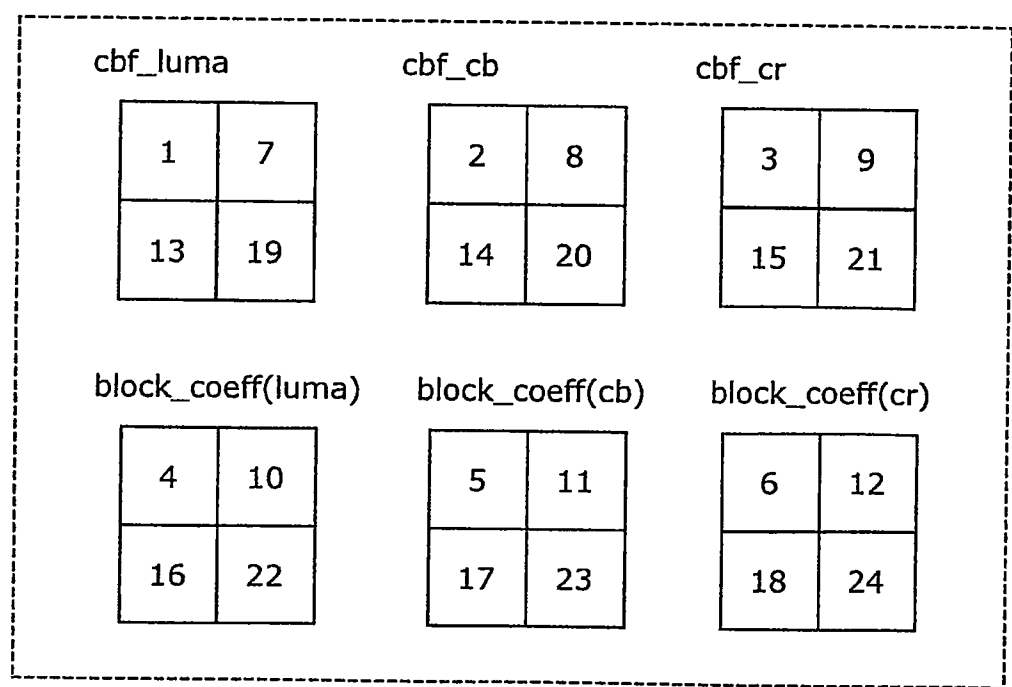 cbf_luma cbf_cb cbf_cr
1 7 2 8 3 9
13 19 14 20 15 21
block_coeff(luma) block_coeff(cb) block_coeff(cr)
4 10 5 11 6 12
16 22 17 23 18 24